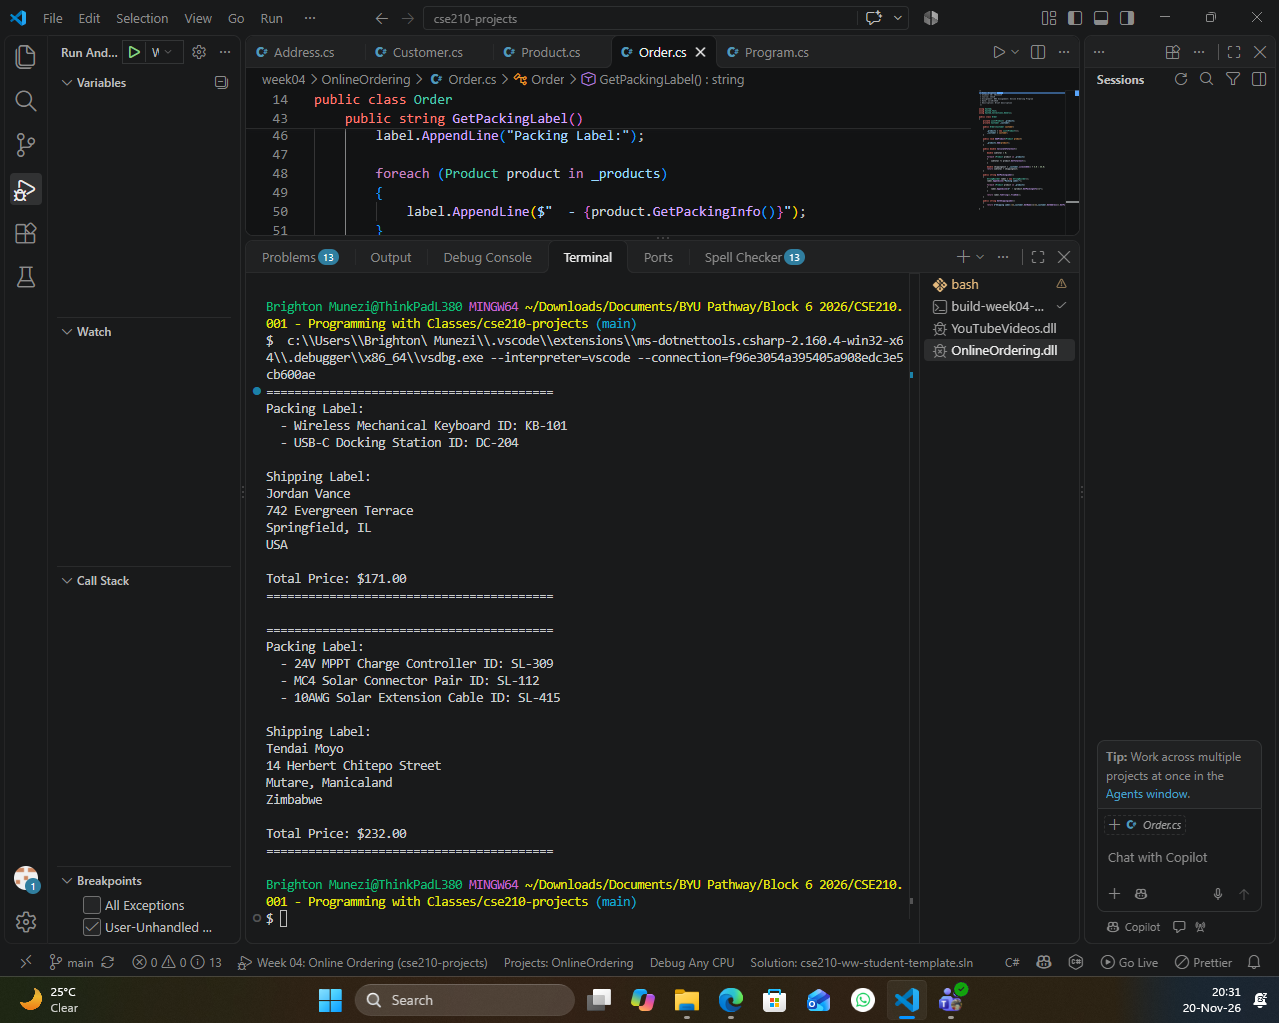 File Edit Selection View Go Run ···
cse210-projects
Run And... W
Variables
Watch
Call Stack
Breakpoints
All Exceptions
User-Unhandled ...
1
Address.cs Customer.cs Product.cs Order.cs Program.cs
week04 > OnlineOrdering > Order.cs > Order > GetPackingLabel() : string
14 public class Order
43 public string GetPackingLabel()
46 label.AppendLine("Packing Label:");
47
48 foreach (Product product in _products)
49 {
50 label.AppendLine($"  - {product.GetPackingInfo()}");
51 }
Problems 13 Output Debug Console Terminal Ports Spell Checker 13
Brighton Munezi@ThinkPadL380 MINGW64 ~/Downloads/Documents/BYU Pathway/Block 6 2026/CSE210.
001 - Programming with Classes/cse210-projects (main)
$  c:\\Users\\Brighton\ Munezi\\.vscode\\extensions\\ms-dotnettools.csharp-2.160.4-win32-x6
4\\.debugger\\x86_64\\vsdbg.exe --interpreter=vscode --connection=f96e3054a395405a908edc3e5
cb600ae
=========================================
Packing Label:
  - Wireless Mechanical Keyboard ID: KB-101
  - USB-C Docking Station ID: DC-204
Shipping Label:
Jordan Vance
742 Evergreen Terrace
Springfield, IL
USA
Total Price: $171.00
=========================================
=========================================
Packing Label:
  - 24V MPPT Charge Controller ID: SL-309
  - MC4 Solar Connector Pair ID: SL-112
  - 10AWG Solar Extension Cable ID: SL-415
Shipping Label:
Tendai Moyo
14 Herbert Chitepo Street
Mutare, Manicaland
Zimbabwe
Total Price: $232.00
=========================================
Brighton Munezi@ThinkPadL380 MINGW64 ~/Downloads/Documents/BYU Pathway/Block 6 2026/CSE210.
001 - Programming with Classes/cse210-projects (main)
$
bash
build-week04-...
YouTubeVideos.dll
OnlineOrdering.dll
Sessions
Tip: Work across multiple
projects at once in the
Agents window.
Order.cs
Chat with Copilot
Copilot
main 0 0 13 Week 04: Online Ordering (cse210-projects) Projects: OnlineOrdering Debug Any CPU Solution: cse210-ww-student-template.sln C# Go Live Prettier
25°C
Clear
Search
20:31
20-Nov-26